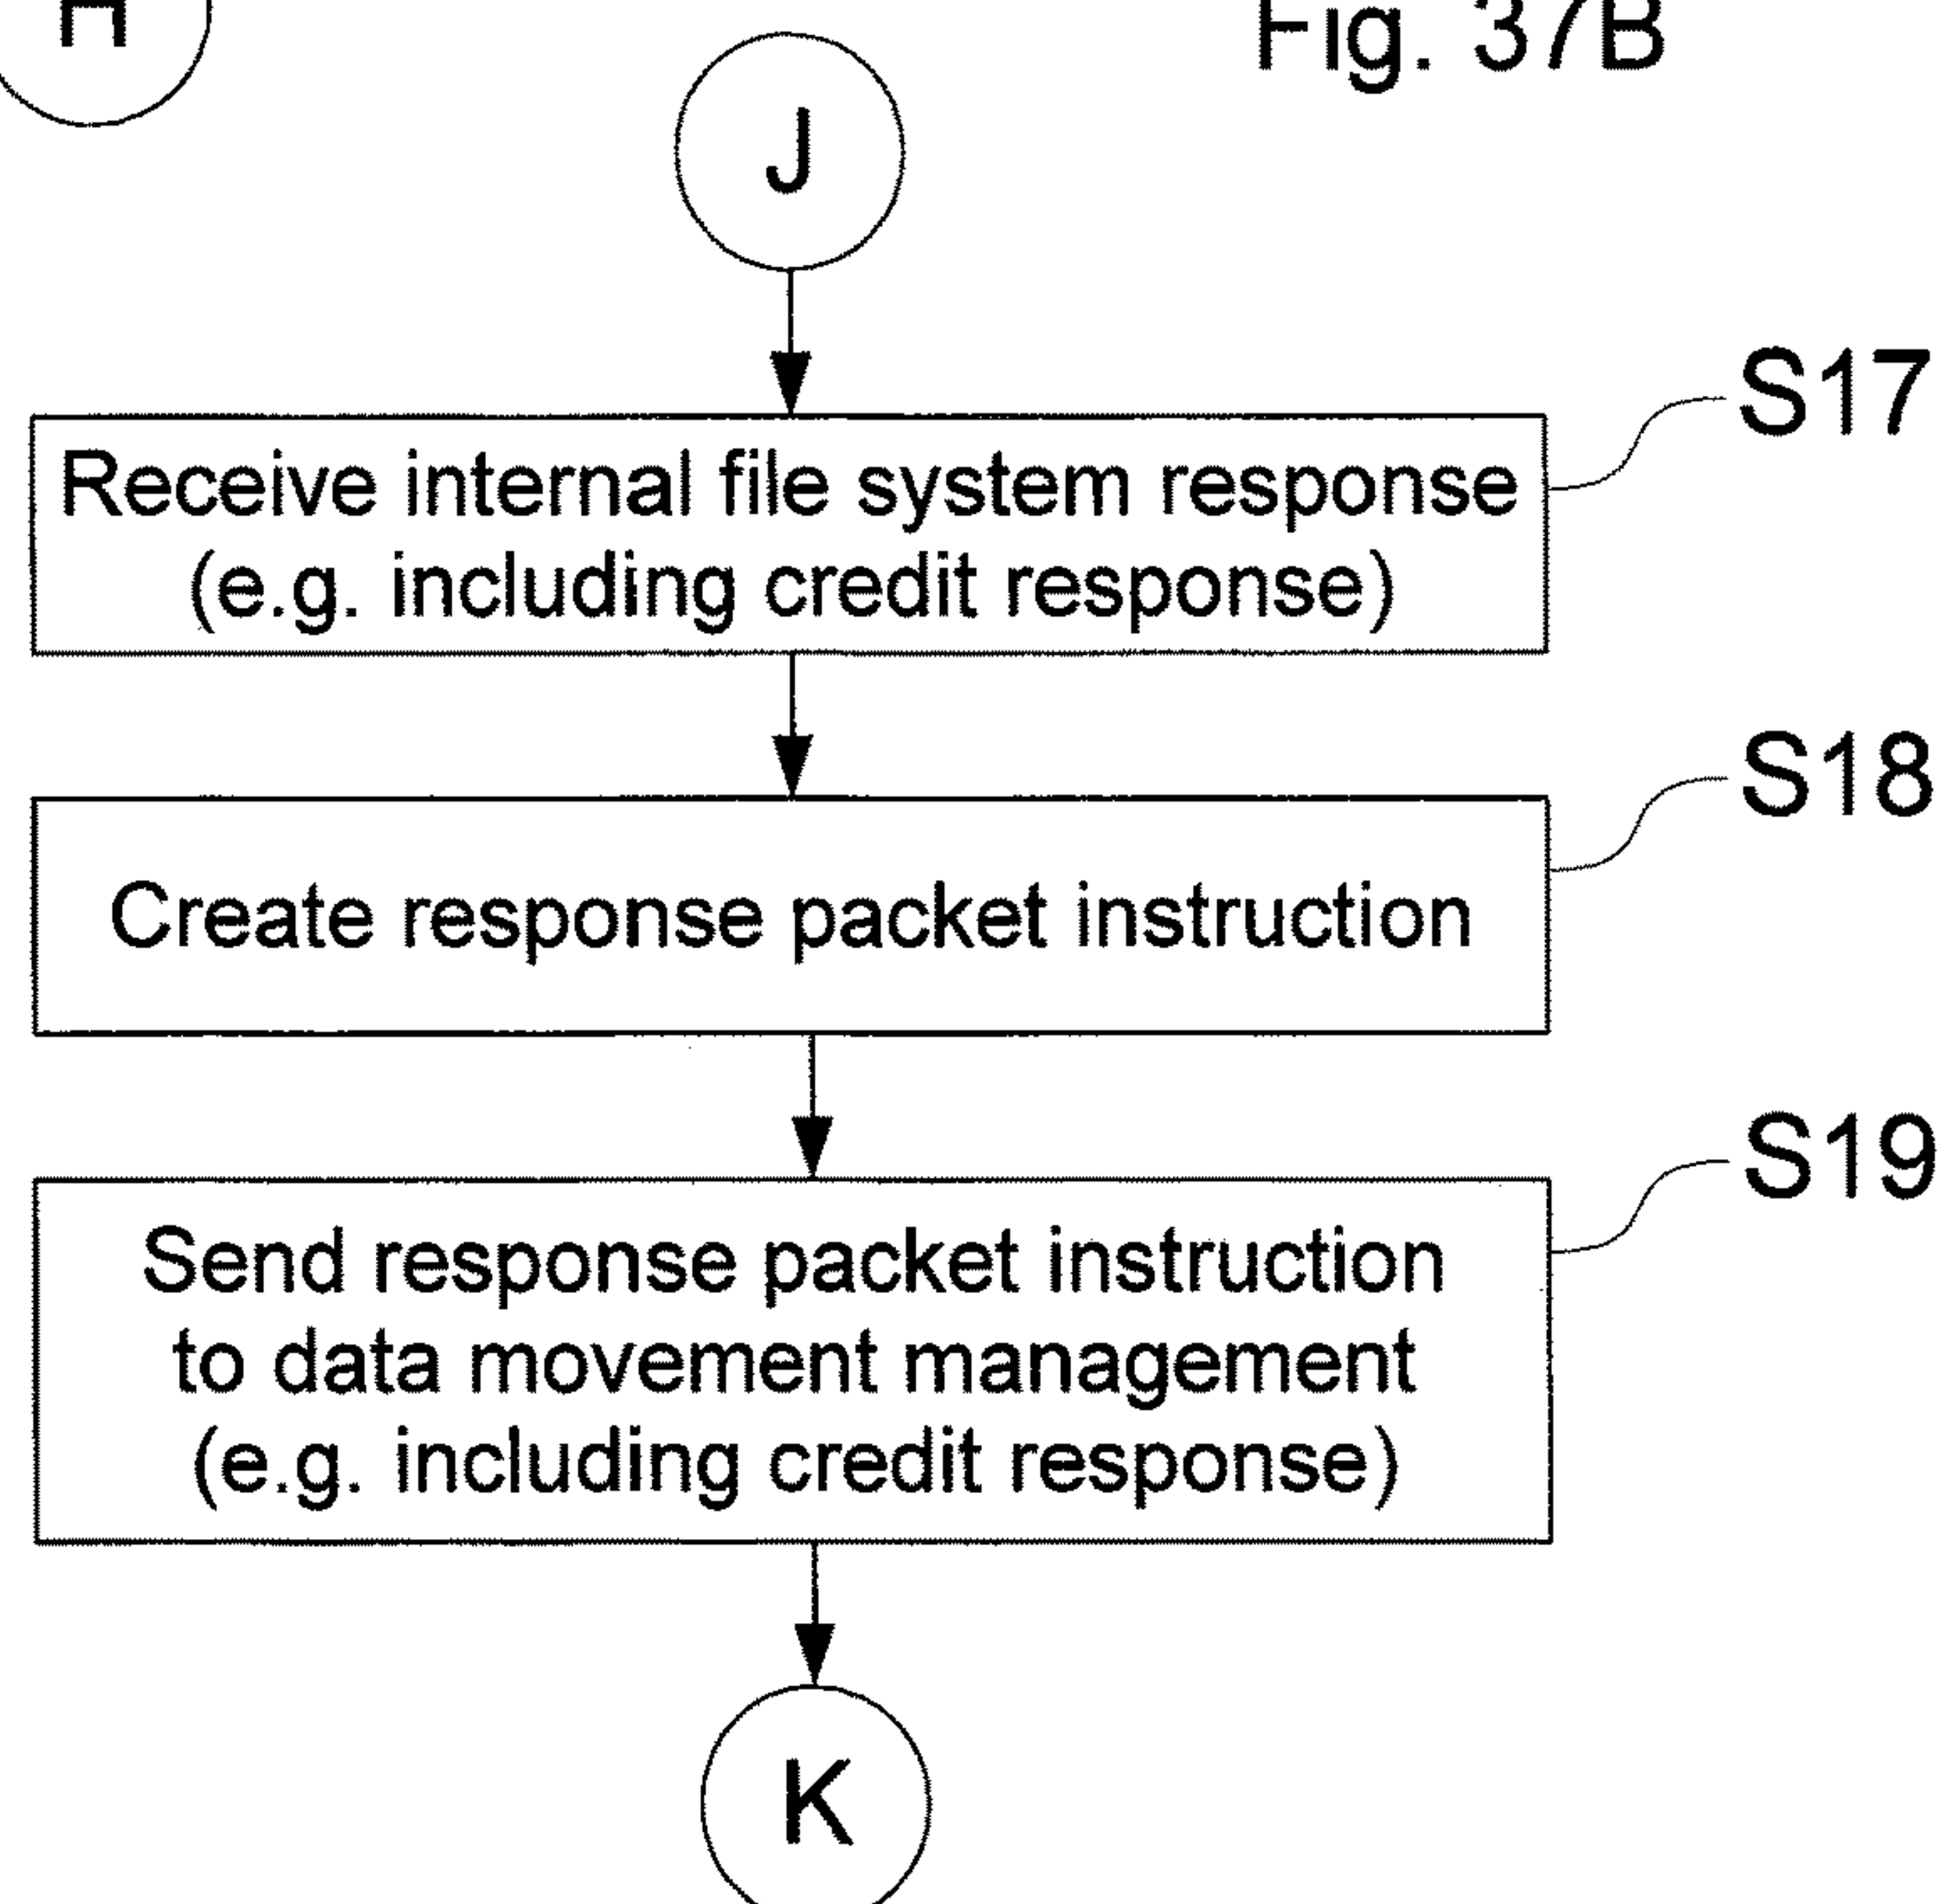 Fig. 37B
J
S17
Receive internal file system response
(e.g. including credit response)
S18
Create response packet instruction
S19
Send response packet instruction
to data movement management
(e.g. including credit response)
K